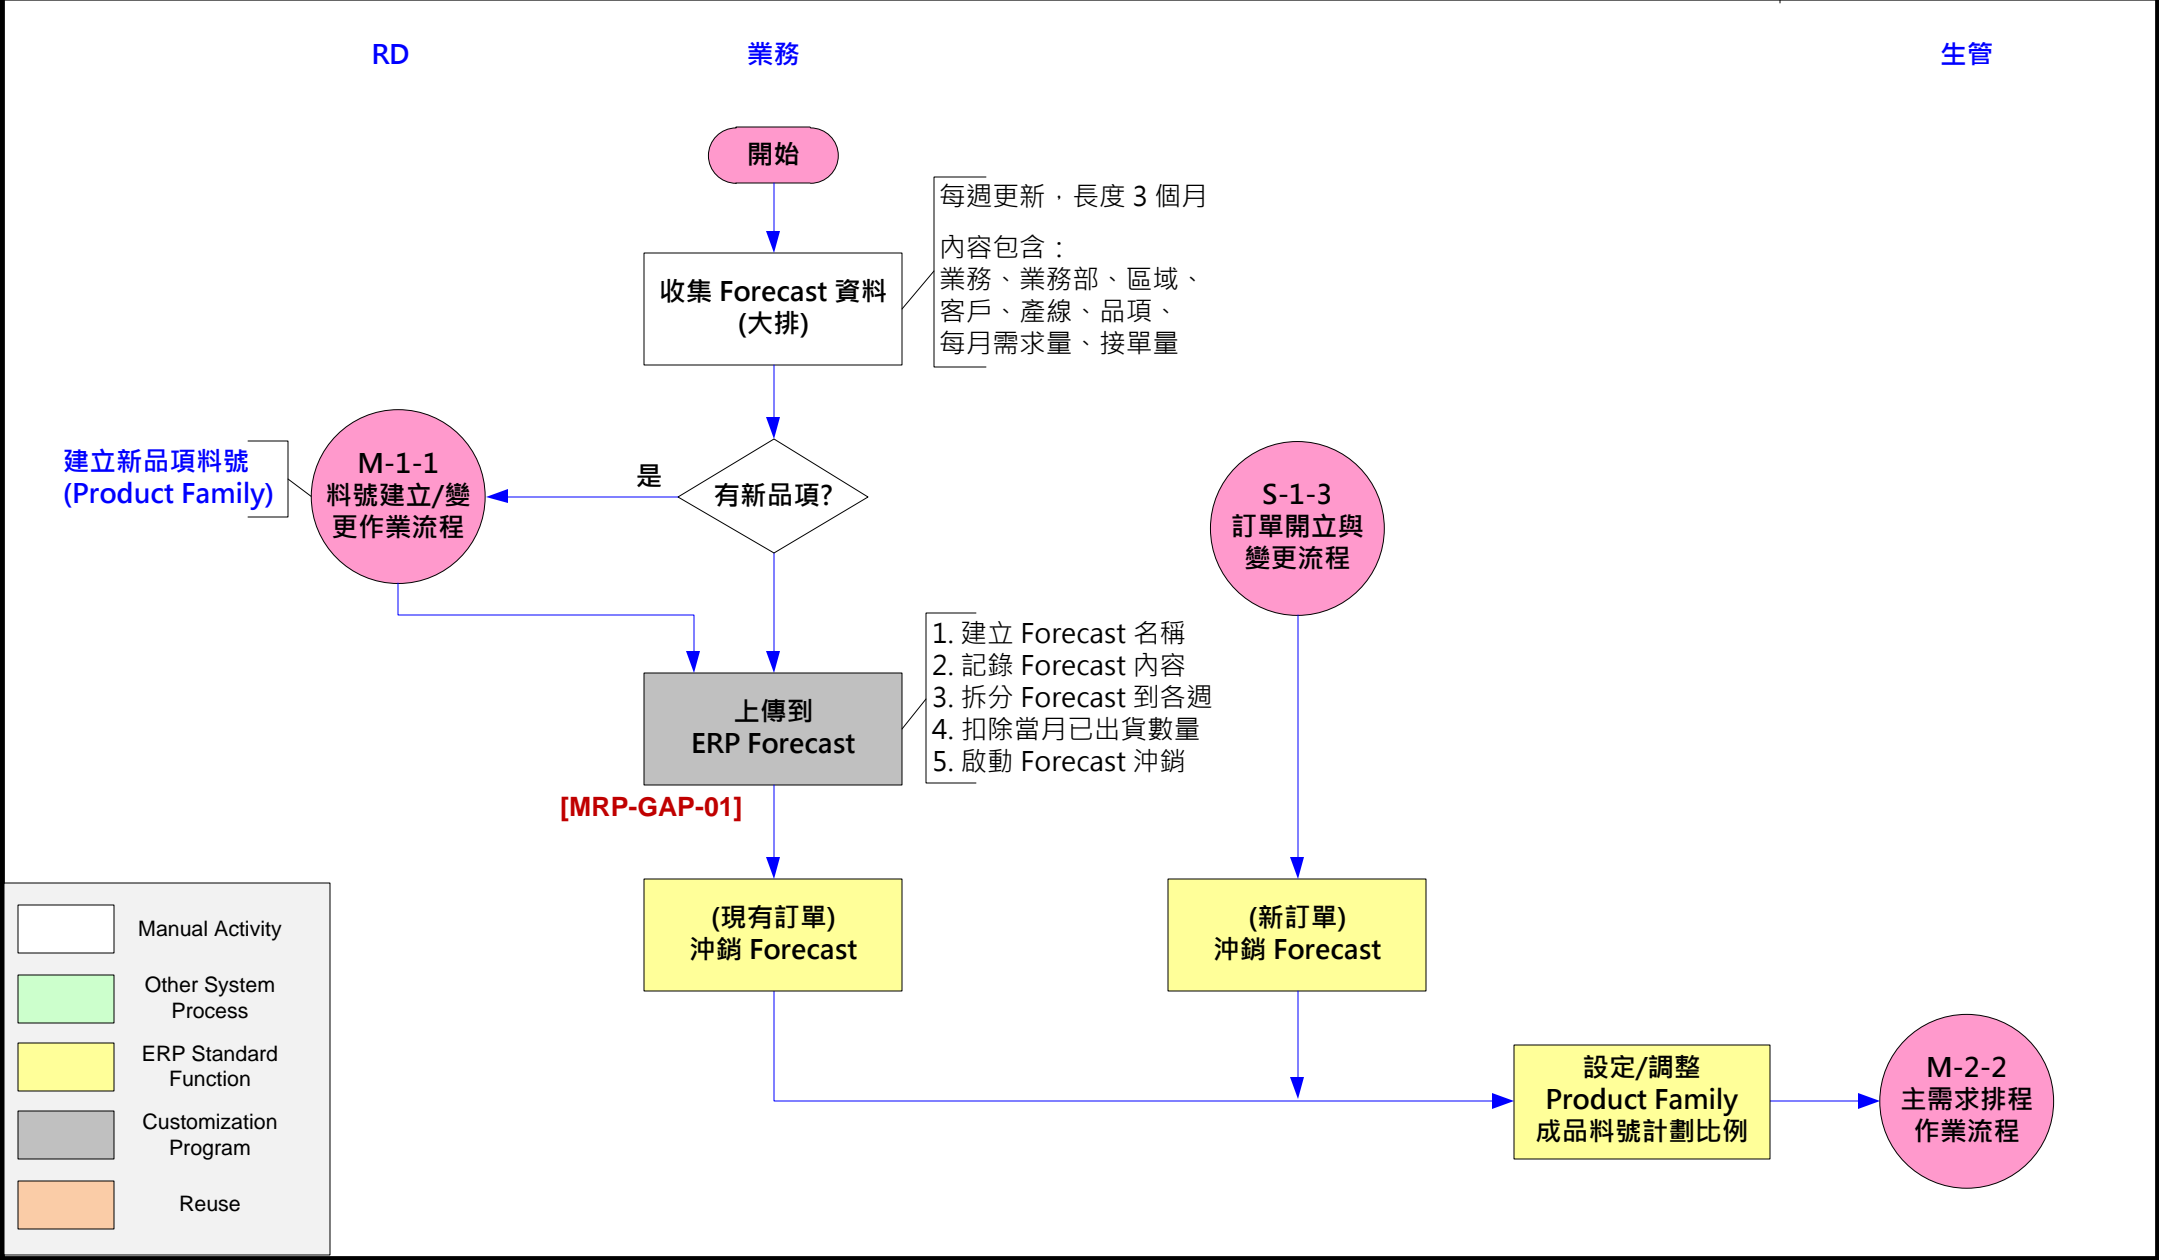 RD
業務
生管
開始
每週更新，長度 3 個月
內容包含：
業務、業務部、區域、
客戶、產線、品項、
每月需求量、接單量
收集 Forecast 資料
(大排)
建立新品項料號
(Product Family)
M-1-1
料號建立/變
更作業流程
是
有新品項?
S-1-3
訂單開立與
變更流程
1. 建立 Forecast 名稱
2. 記錄 Forecast 內容
3. 拆分 Forecast 到各週
4. 扣除當月已出貨數量
5. 啟動 Forecast 沖銷
上傳到
ERP Forecast
[MRP-GAP-01]
(現有訂單)
沖銷 Forecast
(新訂單)
沖銷 Forecast
設定/調整
Product Family
成品料號計劃比例
M-2-2
主需求排程
作業流程
Manual Activity
Other System
Process
ERP Standard
Function
Customization
Program
Reuse